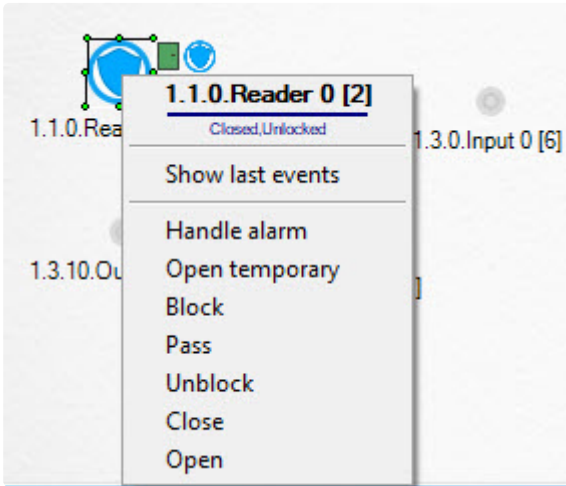 1.1.0.Reader 0 [2]
Closed,Unlocked
1.1.0.Rea
1.3.0.Input 0 [6]
Show last events
Handle alarm
1.3.10.Ou
Open temporary
]
Block
Pass
Unblock
Close
Open